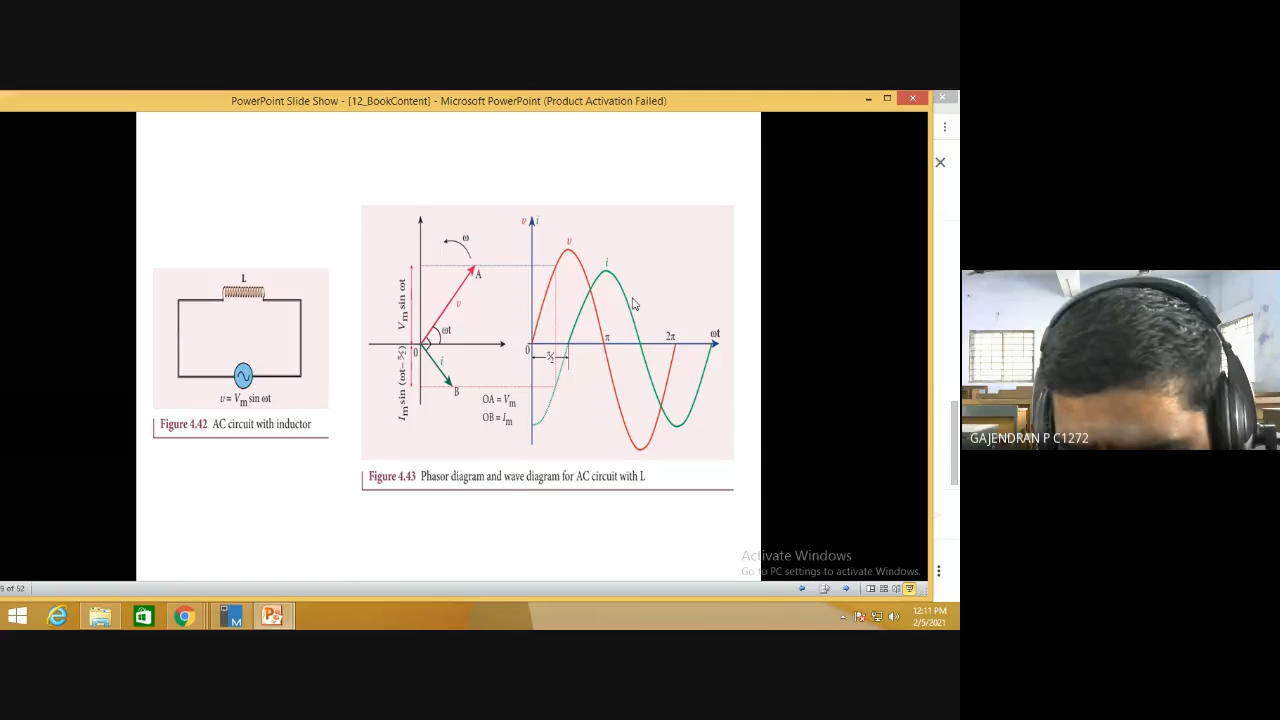 PowerPoint Slide Show - [12_BookContent] - Microsoft PowerPoint (Product Activation Failed)
L
υ = Vm sin ωt
Figure 4.42 AC circuit with inductor
ω
A
v
ωt
0
i
B
Vm sin ωt
Im sin (ωt−π/2)
OA = Vm
OB = Im
v i
v
i
0
π/2
π
2π
ωt
Figure 4.43 Phasor diagram and wave diagram for AC circuit with L
Activate Windows
Go to PC settings to activate Windows.
9 of 52
12:11 PM
2/5/2021
GAJENDRAN P C1272